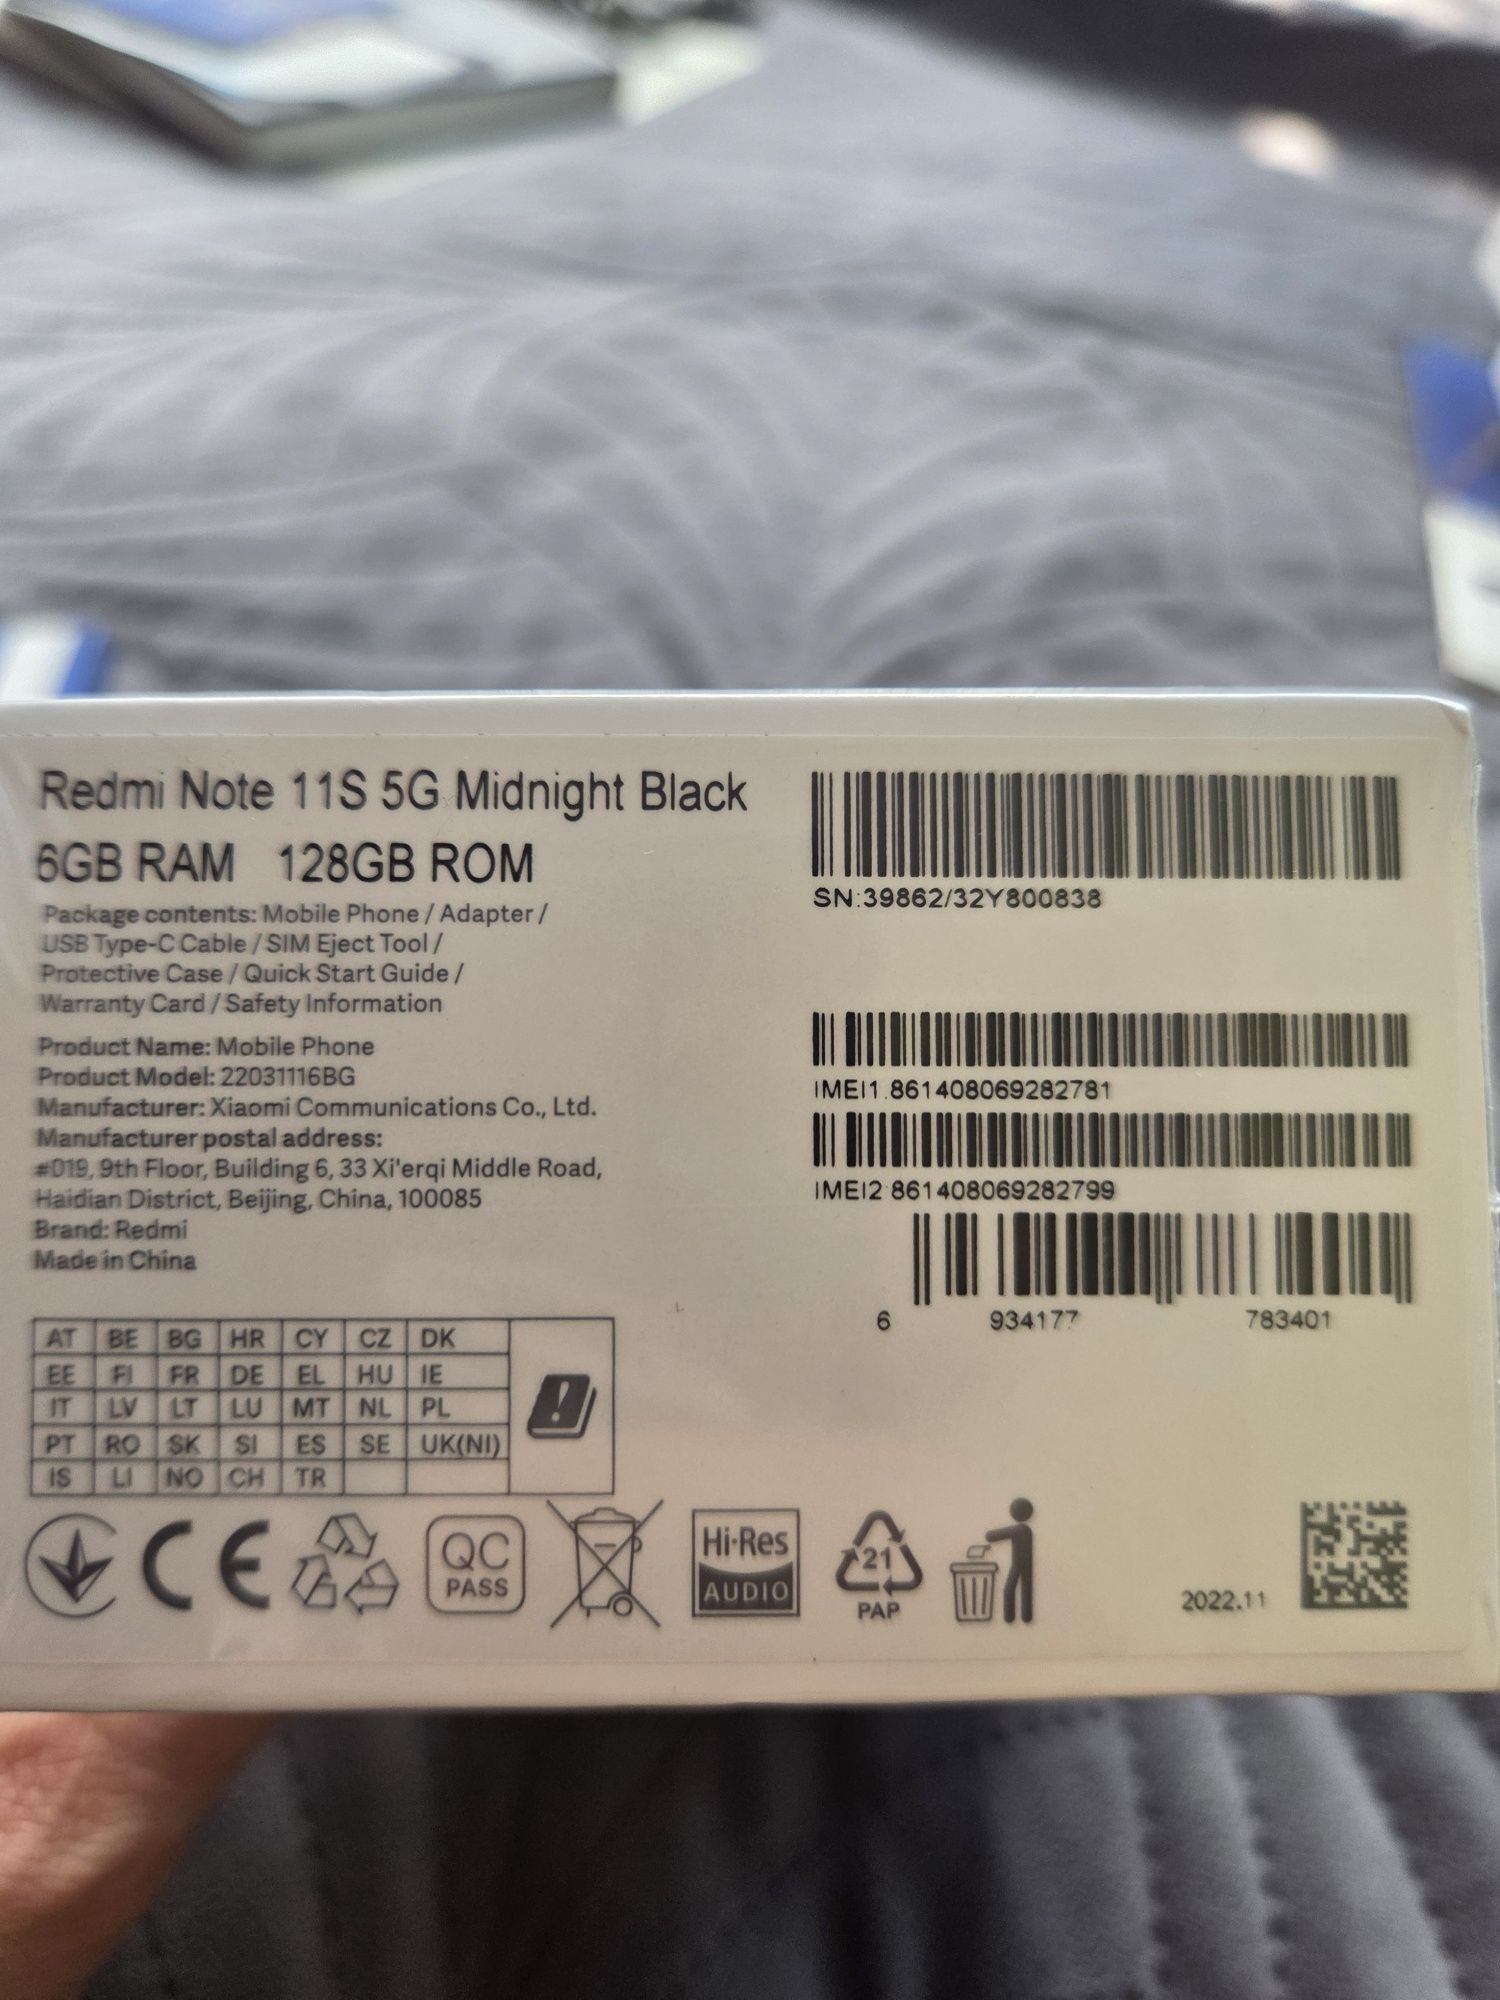 Redmi Note 11S 5G Midnight Black
6GB RAM 128GB ROM
Package contents: Mobile Phone / Adapter /
USB Type-C Cable / SIM Eject Tool /
Protective Case / Quick Start Guide /
Warranty Card / Safety Information
Product Name: Mobile Phone
Product Model: 22031116BG
Manufacturer: Xiaomi Communications Co., Ltd.
Manufacturer postal address:
#019, 9th Floor, Building 6, 33 Xi'erqi Middle Road,
Haidian District, Beijing, China, 100085
Brand: Redmi
Made in China
SN:39862/32Y800838
IMEI1:861408069282781
IMEI2:861408069282799
6 934177 783401
AT BE BG HR CY CZ DK
EE FI FR DE EL HU IE
IT LV LT LU MT NL PL
PT RO SK SI ES SE UK(NI)
IS LI NO CH TR
CE
QC
PASS
Hi-Res
AUDIO
21
PAP
2022.11